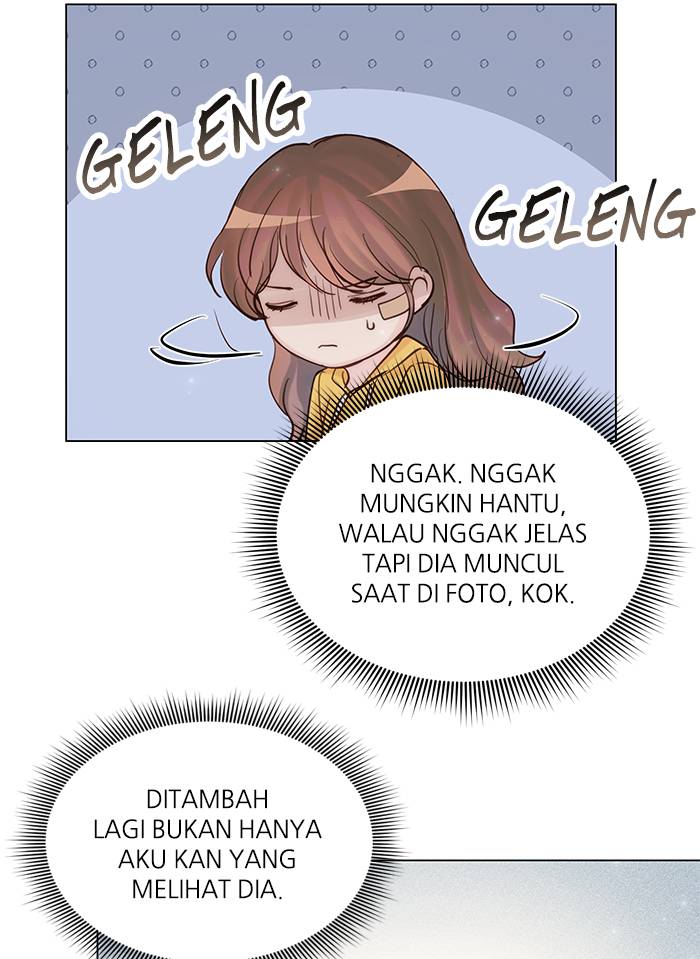 GELENG
GELENG
NGGAK. NGGAK
MUNGKIN HANTU,
WALAU NGGAK JELAS
TAPI DIA MUNCUL
SAAT DI FOTO, KOK.
DITAMBAH
LAGI BUKAN HANYA
AKU KAN YANG
MELIHAT DIA.